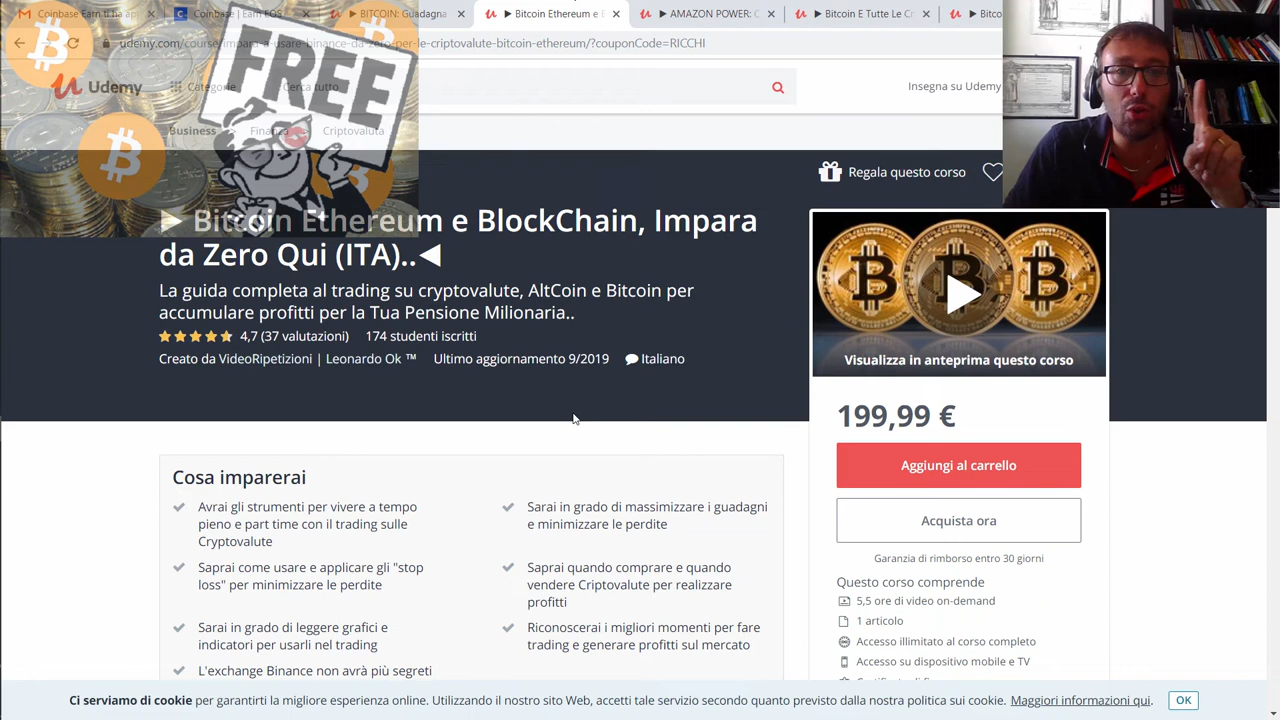 Coinbase Earn ti ha ap
Coinbase | Earn EOS
BITCOIN: Guadagna
▶ Bitcoin Ethereum e B
AMAZON POW
▶ Bitcoin E Tutte Le C
▶ Bitco
udemy.com/course/impara-a-usare-binance-da-zero-per-le-criptovalute-bitcoin-ethereum/?couponCode=RICCHI
FREE
Udemy
Categorie
Cerca tutto
Insegna su Udemy
Business
Finanza
Criptovaluta
Regala questo corso
▶ Bitcoin Ethereum e BlockChain, Impara
da Zero Qui (ITA)..◀
La guida completa al trading su cryptovalute, AltCoin e Bitcoin per
accumulare profitti per la Tua Pensione Milionaria..
4,7 (37 valutazioni) 174 studenti iscritti
Creato da VideoRipetizioni | Leonardo Ok ™ Ultimo aggiornamento 9/2019 Italiano
Visualizza in anteprima questo corso
199,99 €
Aggiungi al carrello
Acquista ora
Garanzia di rimborso entro 30 giorni
Questo corso comprende
5,5 ore di video on-demand
1 articolo
Accesso illimitato al corso completo
Accesso su dispositivo mobile e TV
Cosa imparerai
Avrai gli strumenti per vivere a tempo
pieno e part time con il trading sulle
Cryptovalute
Sarai in grado di massimizzare i guadagni
e minimizzare le perdite
Saprai come usare e applicare gli "stop
loss" per minimizzare le perdite
Saprai quando comprare e quando
vendere Criptovalute per realizzare
profitti
Sarai in grado di leggere grafici e
indicatori per usarli nel trading
Riconoscerai i migliori momenti per fare
trading e generare profitti sul mercato
L'exchange Binance non avrà più segreti
Ci serviamo di cookie per garantirti la migliore esperienza online. Utilizzando il nostro sito Web, accetti tale servizio secondo quanto previsto dalla nostra politica sui cookie. Maggiori informazioni qui.
OK